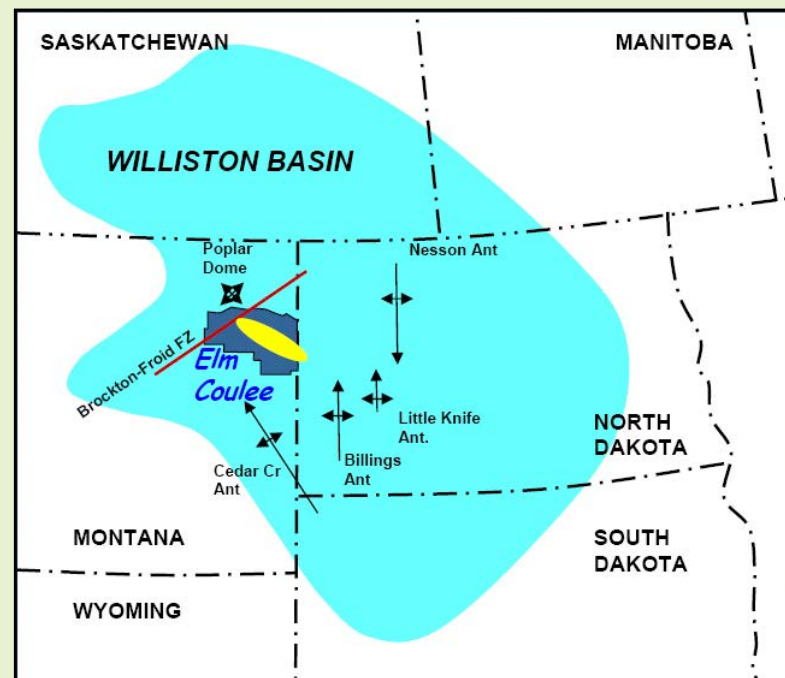 SASKATCHEWAN
MANITOBA
WILLISTON BASIN
Poplar
Dome
Nesson Ant
Brockton-Froid FZ
Elm
Coulee
Little Knife
Ant.
NORTH
DAKOTA
Cedar Cr
Ant
Billings
Ant
MONTANA
SOUTH
DAKOTA
WYOMING